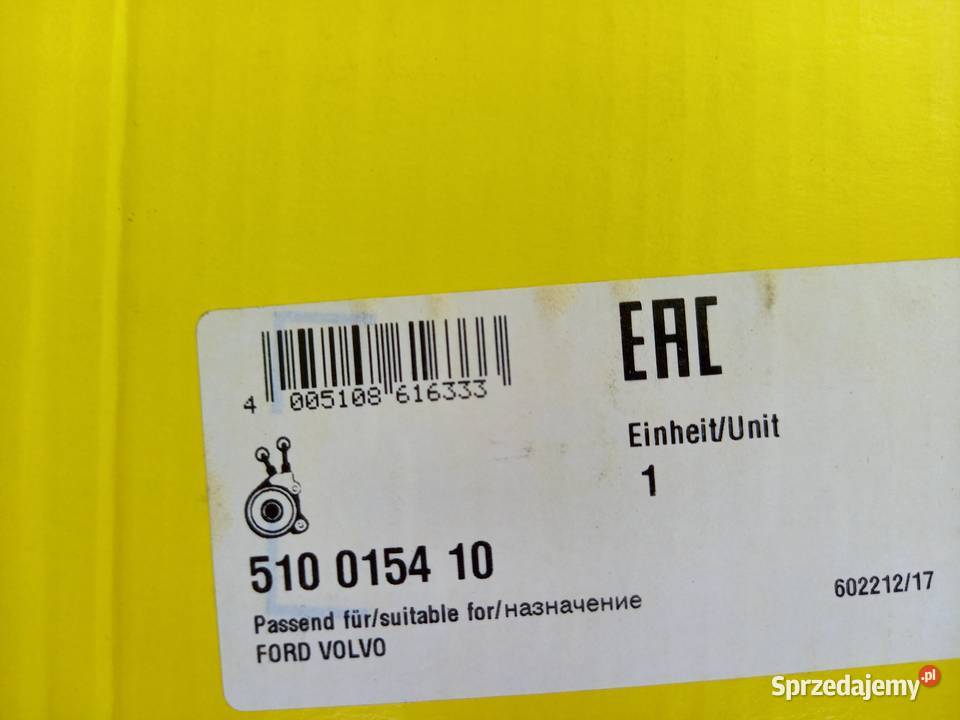 4 005108 616333
EAC
Einheit/Unit
1
510 0154 10
Passend für/suitable for/назначение
FORD VOLVO
602212/17
Sprzedajemy.pl